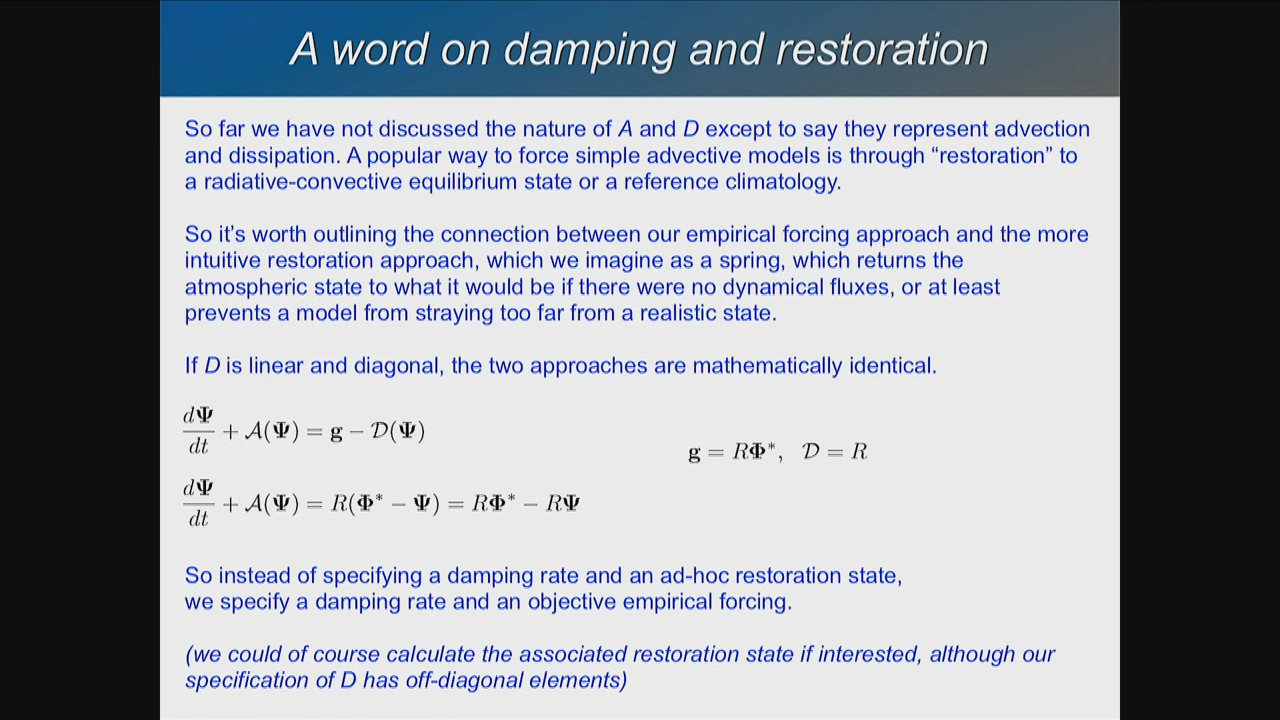 A word on damping and restoration
So far we have not discussed the nature of A and D except to say they represent advection
and dissipation. A popular way to force simple advective models is through “restoration” to
a radiative-convective equilibrium state or a reference climatology.
So it’s worth outlining the connection between our empirical forcing approach and the more
intuitive restoration approach, which we imagine as a spring, which returns the
atmospheric state to what it would be if there were no dynamical fluxes, or at least
prevents a model from straying too far from a realistic state.
If D is linear and diagonal, the two approaches are mathematically identical.
d𝚿/dt + 𝒜(𝚿) = 𝐠 − 𝒟(𝚿)
𝐠 = R𝚽*, 𝒟 = R
d𝚿/dt + 𝒜(𝚿) = R(𝚽* − 𝚿) = R𝚽* − R𝚿
So instead of specifying a damping rate and an ad-hoc restoration state,
we specify a damping rate and an objective empirical forcing.
(we could of course calculate the associated restoration state if interested, although our
specification of D has off-diagonal elements)